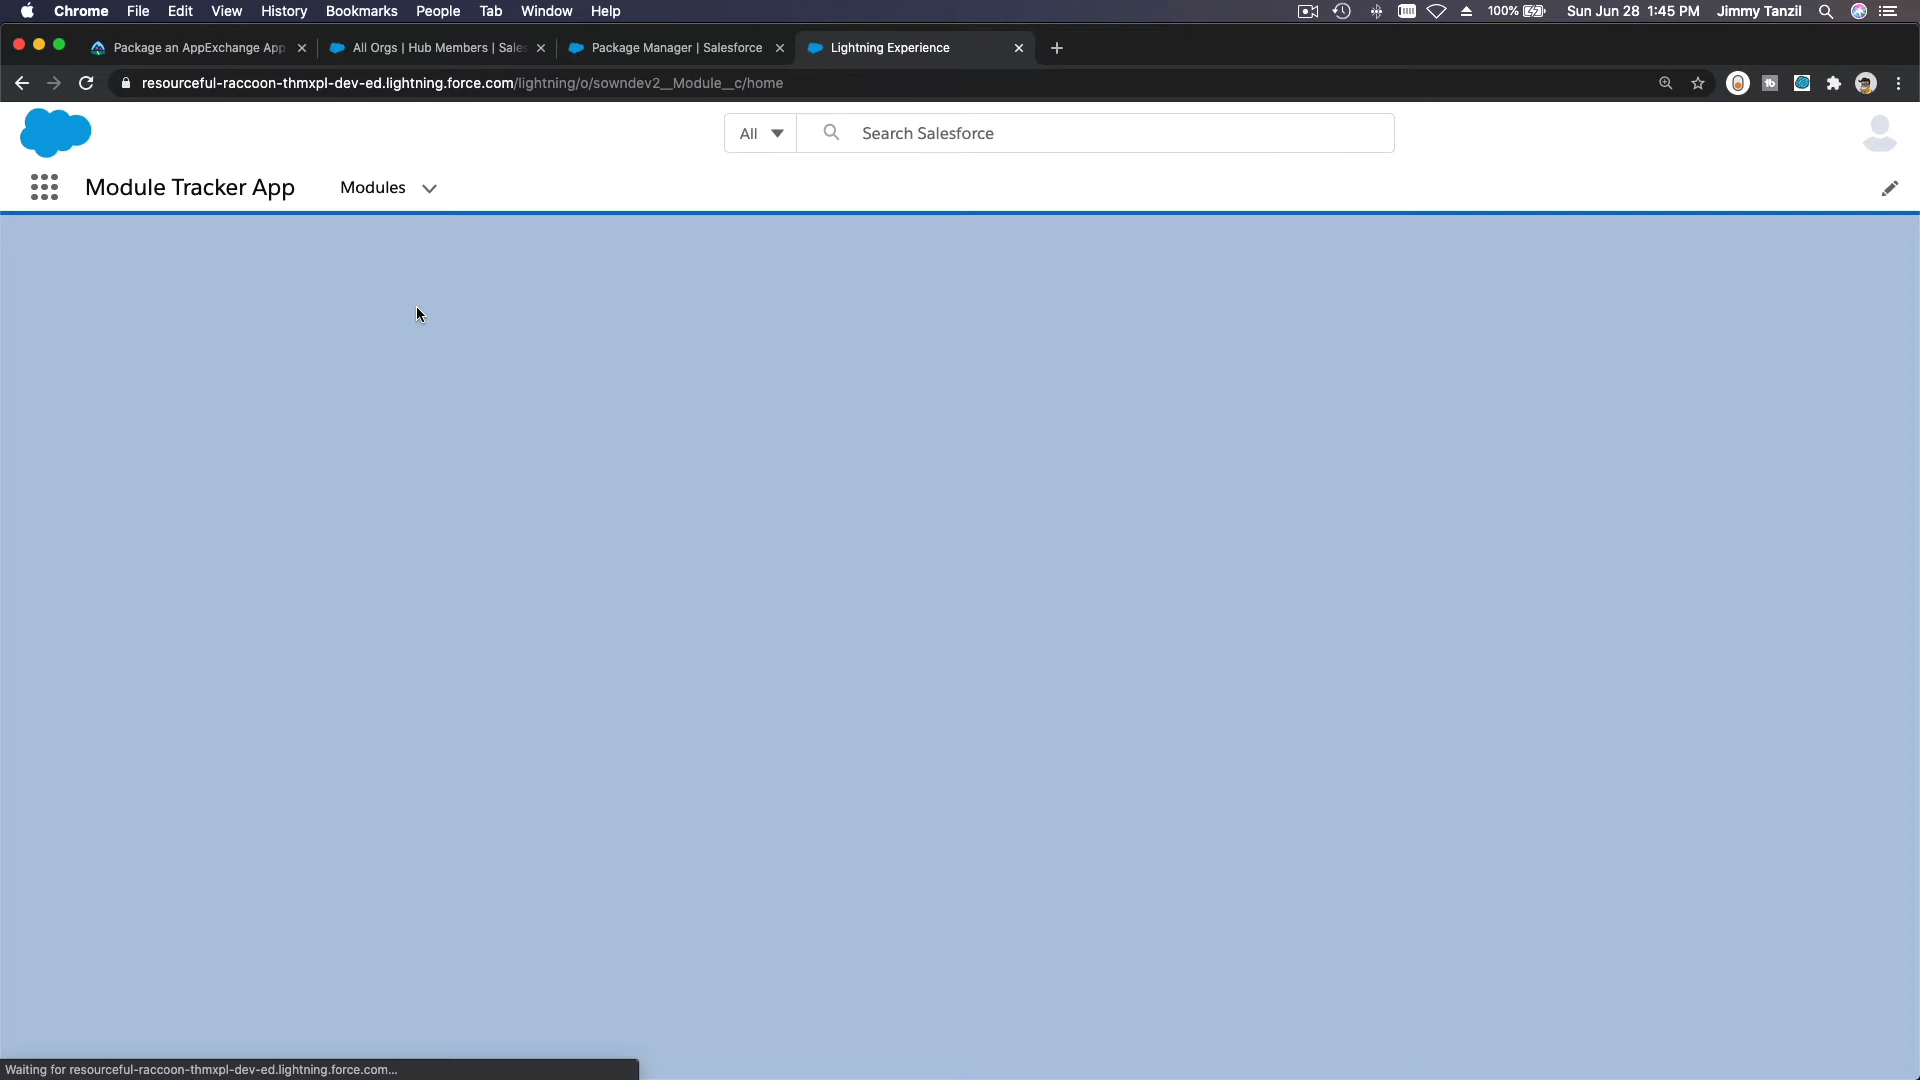 Chrome File Edit View History Bookmarks People Tab Window Help 100% Sun Jun 28 1:45 PM Jimmy Tanzil
Package an AppExchange App All Orgs | Hub Members | Sales Package Manager | Salesforce Lightning Experience
resourceful-raccoon-thmxpl-dev-ed.lightning.force.com/lightning/o/sowndev2__Module__c/home
All Search Salesforce
Module Tracker App Modules
Waiting for resourceful-raccoon-thmxpl-dev-ed.lightning.force.com...